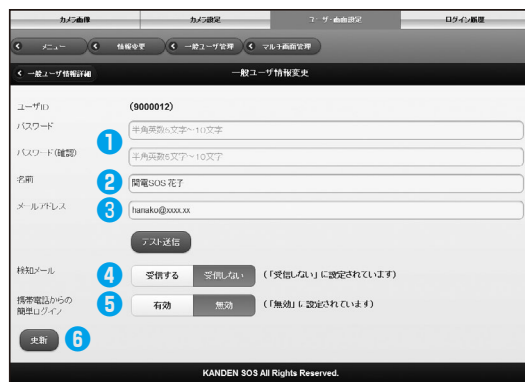 カメラ画像 カメラ設定 ユーザー画面設定 ログイン履歴
メニュー 情報変更 一般ユーザ管理 マルチ画面管理
一般ユーザ情報詳細 一般ユーザ情報変更
ユーザID (9000012)
パスワード 半角英数6文字～10文字
1
パスワード(確認) 半角英数6文字～10文字
名前 2 関電SOS 花子
メールアドレス 3 hanako@xxxx.xx
テスト送信
検知メール 4 受信する 受信しない (「受信しない」に設定されています)
携帯電話からの
簡単ログイン 5 有効 無効 (「無効」に設定されています)
更新 6
KANDEN SOS All Rights Reserved.